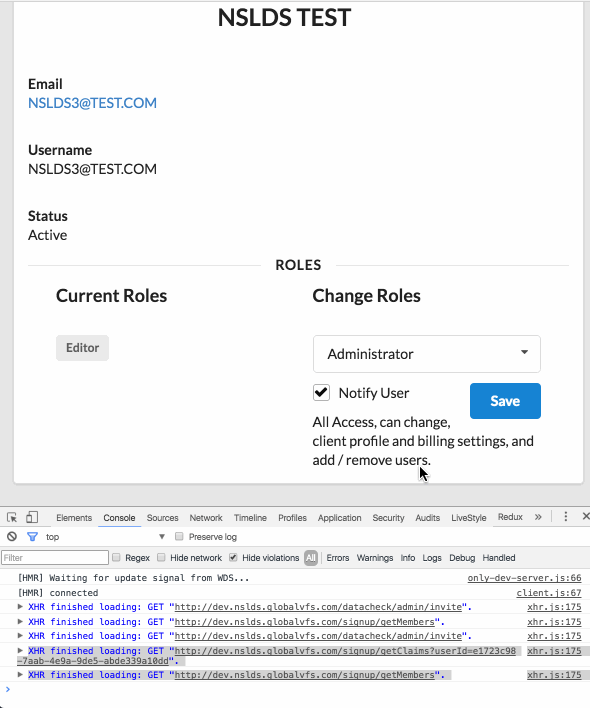 NSLDS TEST
Email
NSLDS3@TEST.COM
Username
NSLDS3@TEST.COM
Status
Active
ROLES
Current Roles
Change Roles
Editor
Administrator
Notify User
Save
All Access, can change,
client profile and billing settings, and
add / remove users.
Elements Console Sources Network Timeline Profiles Application Security Audits LiveStyle Redux »
top Preserve log
Filter Regex Hide network Hide violations All Errors Warnings Info Logs Debug Handled
[HMR] Waiting for update signal from WDS... only-dev-server.js:66
[HMR] connected client.js:67
XHR finished loading: GET "http://dev.nslds.globalvfs.com/datacheck/admin/invite". xhr.js:175
XHR finished loading: GET "http://dev.nslds.globalvfs.com/signup/getMembers". xhr.js:175
XHR finished loading: GET "http://dev.nslds.globalvfs.com/datacheck/admin/invite". xhr.js:175
XHR finished loading: GET "http://dev.nslds.globalvfs.com/signup/getClaims?userId=e1723c98 xhr.js:175
-7aab-4e9a-9de5-abde339a10dd".
XHR finished loading: GET "http://dev.nslds.globalvfs.com/signup/getMembers". xhr.js:175